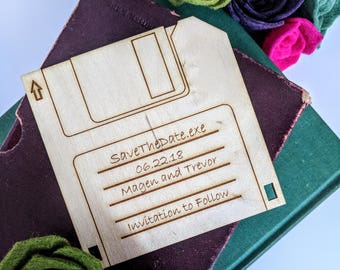 SaveTheDate.exe
06.22.18
Magen and Trevor
Invitation to Follow